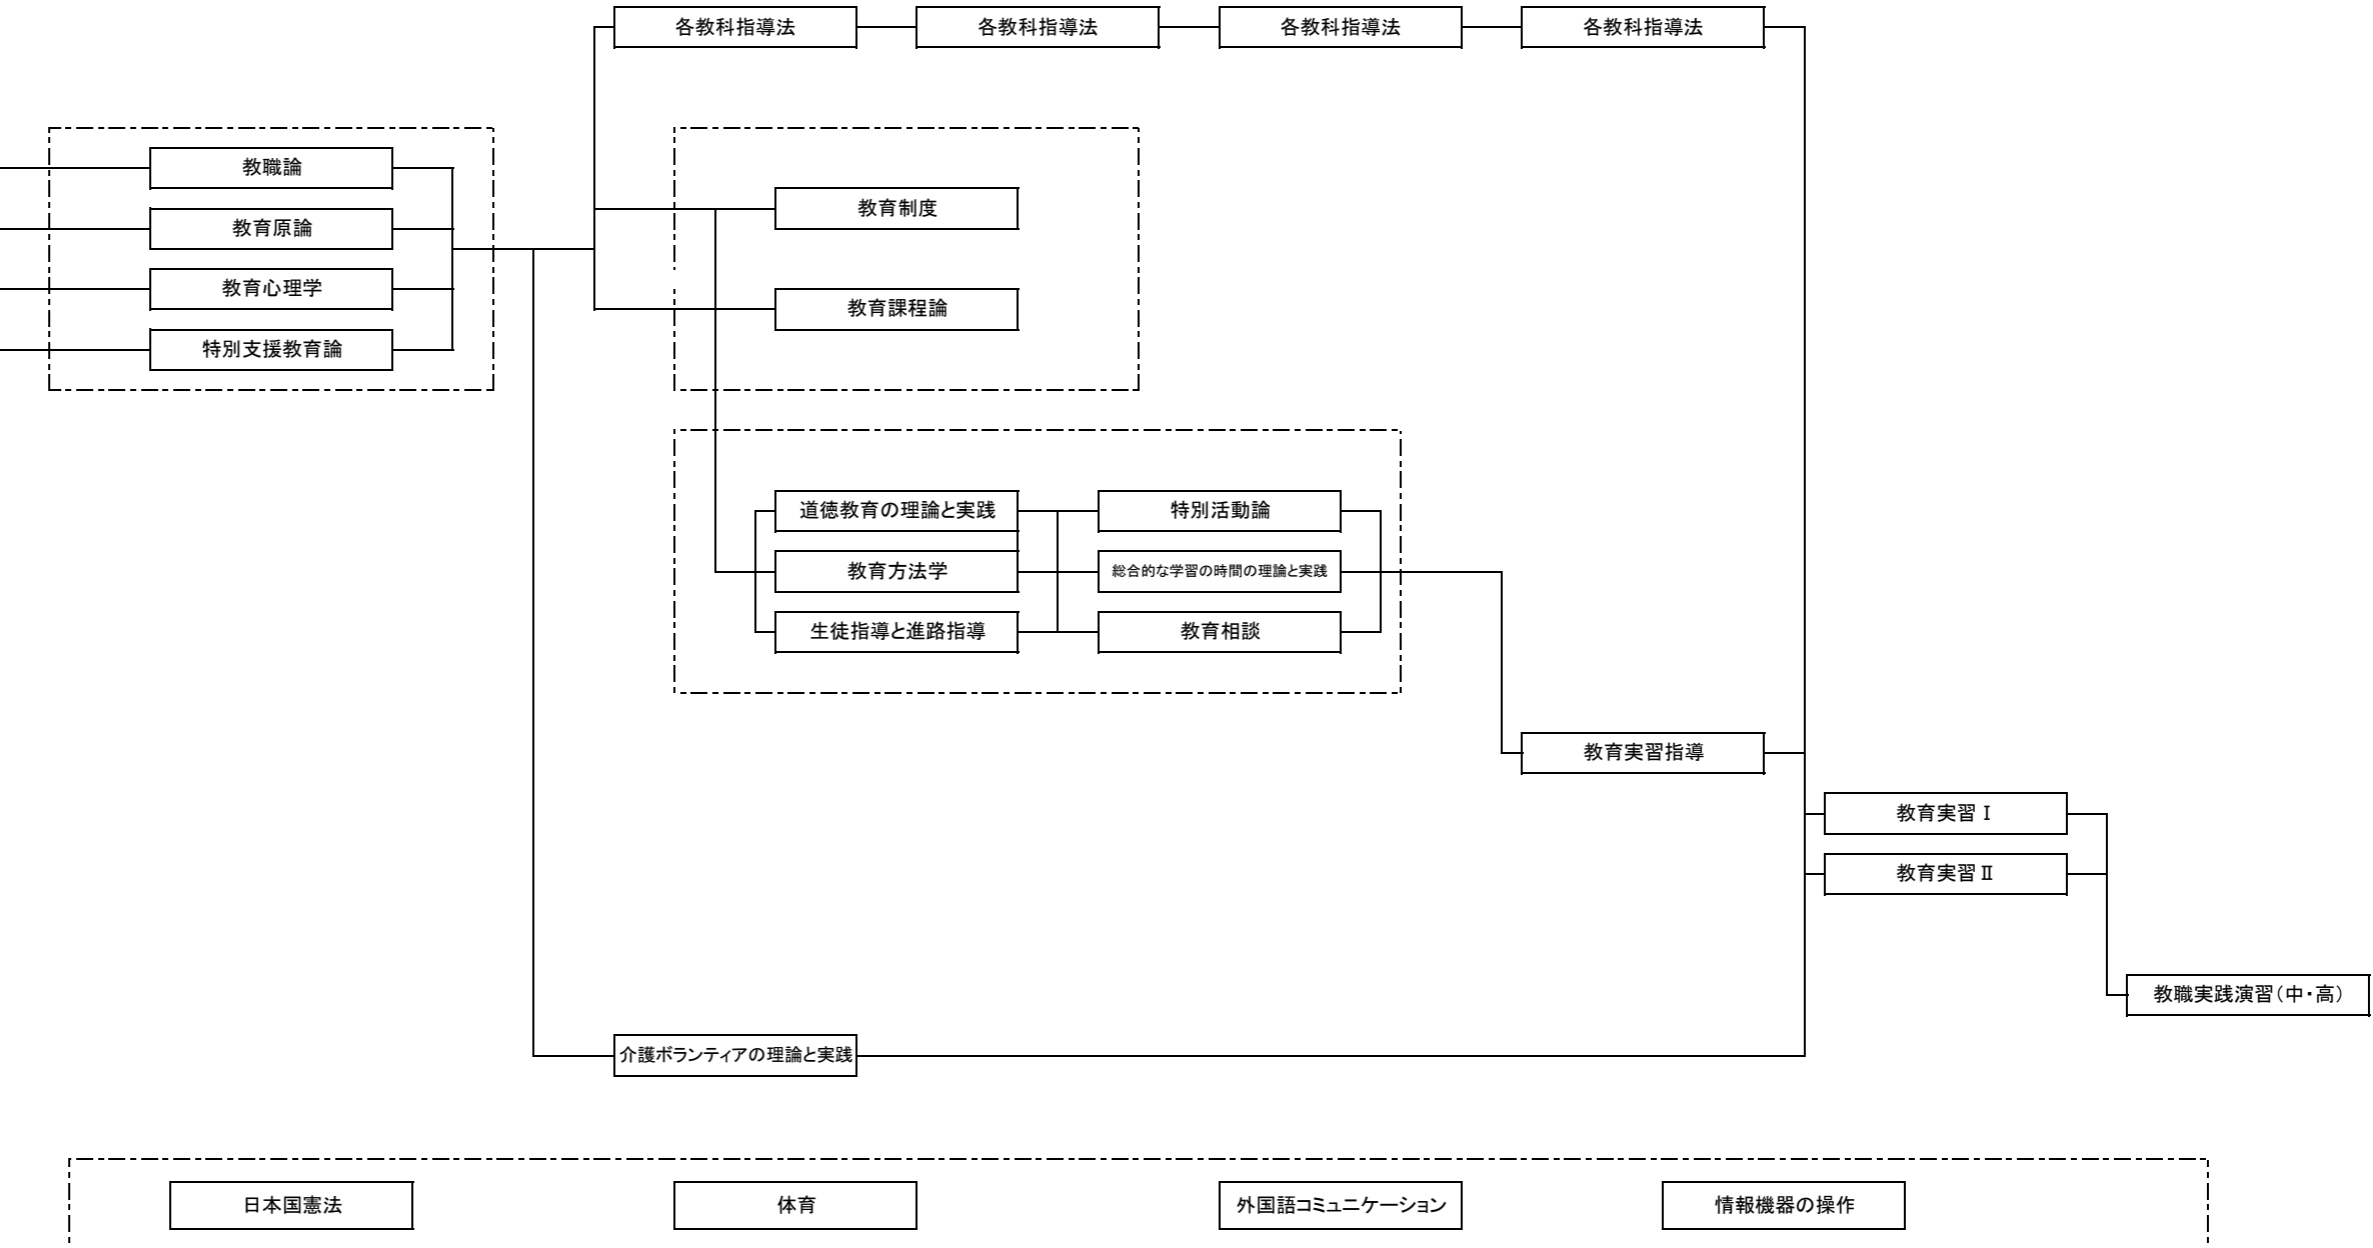 各教科指導法
各教科指導法
各教科指導法
各教科指導法
教職論
教育原論
教育心理学
特別支援教育論
教育制度
教育課程論
道徳教育の理論と実践
特別活動論
教育方法学
総合的な学習の時間の理論と実践
生徒指導と進路指導
教育相談
教育実習指導
教育実習Ⅰ
教育実習Ⅱ
教職実践演習（中・高）
介護ボランティアの理論と実践
日本国憲法
体育
外国語コミュニケーション
情報機器の操作